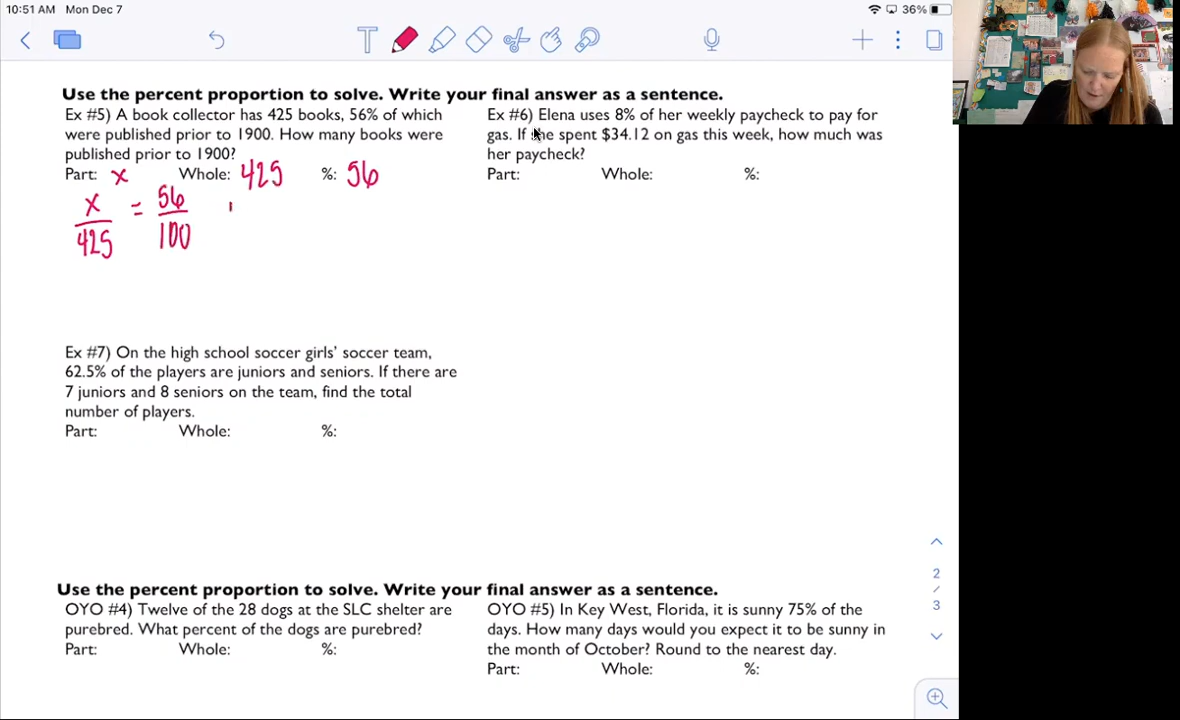 10:51 AM Mon Dec 7
36%
T
Use the percent proportion to solve. Write your final answer as a sentence.
Ex #5) A book collector has 425 books, 56% of which
were published prior to 1900. How many books were
published prior to 1900?
Part: x Whole: 425 %: 56
x/425 = 56/100
Ex #6) Elena uses 8% of her weekly paycheck to pay for
gas. If she spent $34.12 on gas this week, how much was
her paycheck?
Part: Whole: %:
Ex #7) On the high school soccer girls' soccer team,
62.5% of the players are juniors and seniors. If there are
7 juniors and 8 seniors on the team, find the total
number of players.
Part: Whole: %:
2
/
3
Use the percent proportion to solve. Write your final answer as a sentence.
OYO #4) Twelve of the 28 dogs at the SLC shelter are
purebred. What percent of the dogs are purebred?
Part: Whole: %:
OYO #5) In Key West, Florida, it is sunny 75% of the
days. How many days would you expect it to be sunny in
the month of October? Round to the nearest day.
Part: Whole: %: